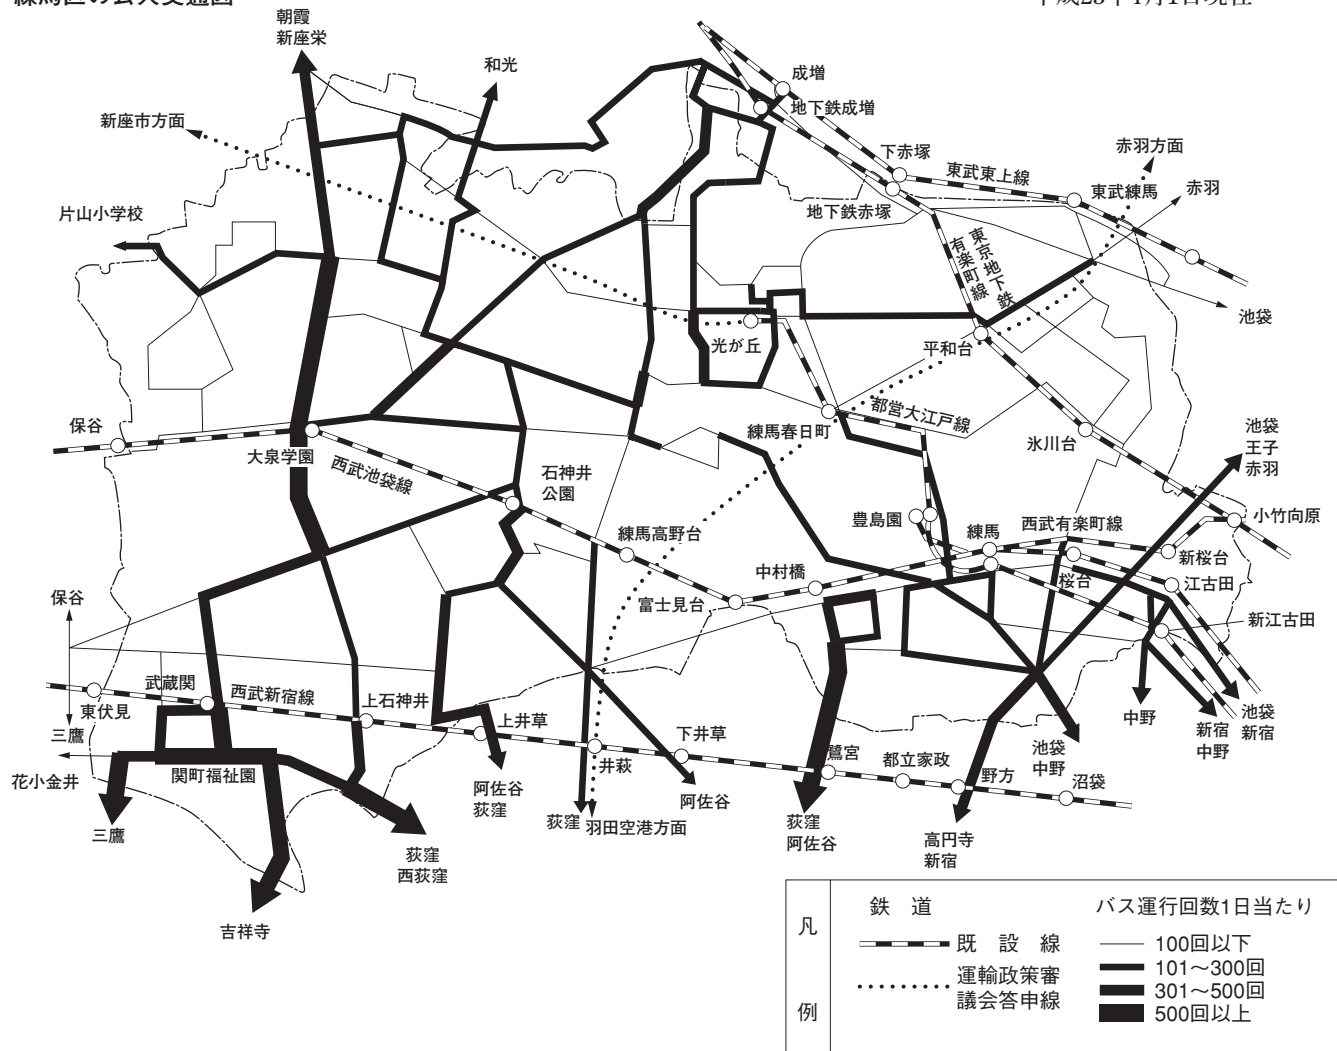 朝霞
新座栄
和光
新座市方面
片山小学校
成増
地下鉄成増
下赤塚
東武東上線
赤羽方面
東武練馬
赤羽
地下鉄赤塚
東京地下鉄
有楽町線
池袋
光が丘
平和台
保谷
大泉学園
西武池袋線
石神井
公園
練馬春日町
都営大江戸線
氷川台
池袋
王子
赤羽
豊島園
練馬
西武有楽町線
小竹向原
練馬高野台
中村橋
新桜台
桜台
江古田
富士見台
新江古田
保谷
三鷹
武蔵関
東伏見
西武新宿線
上石神井
上井草
下井草
井荻
鷺宮
都立家政
野方
沼袋
中野
新宿
中野
池袋
新宿
池袋
中野
花小金井
関町福祉園
三鷹
吉祥寺
荻窪
西荻窪
阿佐谷
荻窪
荻窪
羽田空港方面
阿佐谷
荻窪
阿佐谷
高円寺
新宿
凡
例
鉄 道
既 設 線
運輸政策審
議会答申線
バス運行回数1日当たり
100回以下
101〜300回
301〜500回
500回以上